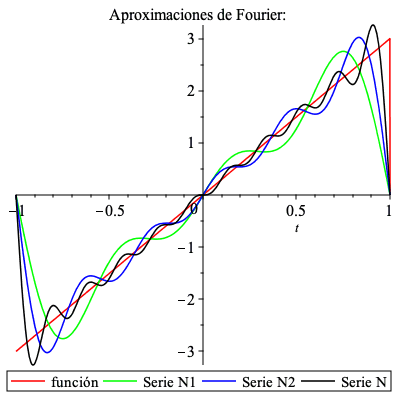 Aproximaciones de Fourier:
3
2
1
−1
−0.5
0
0.5
1
t
−1
−2
−3
función
Serie N1
Serie N2
Serie N